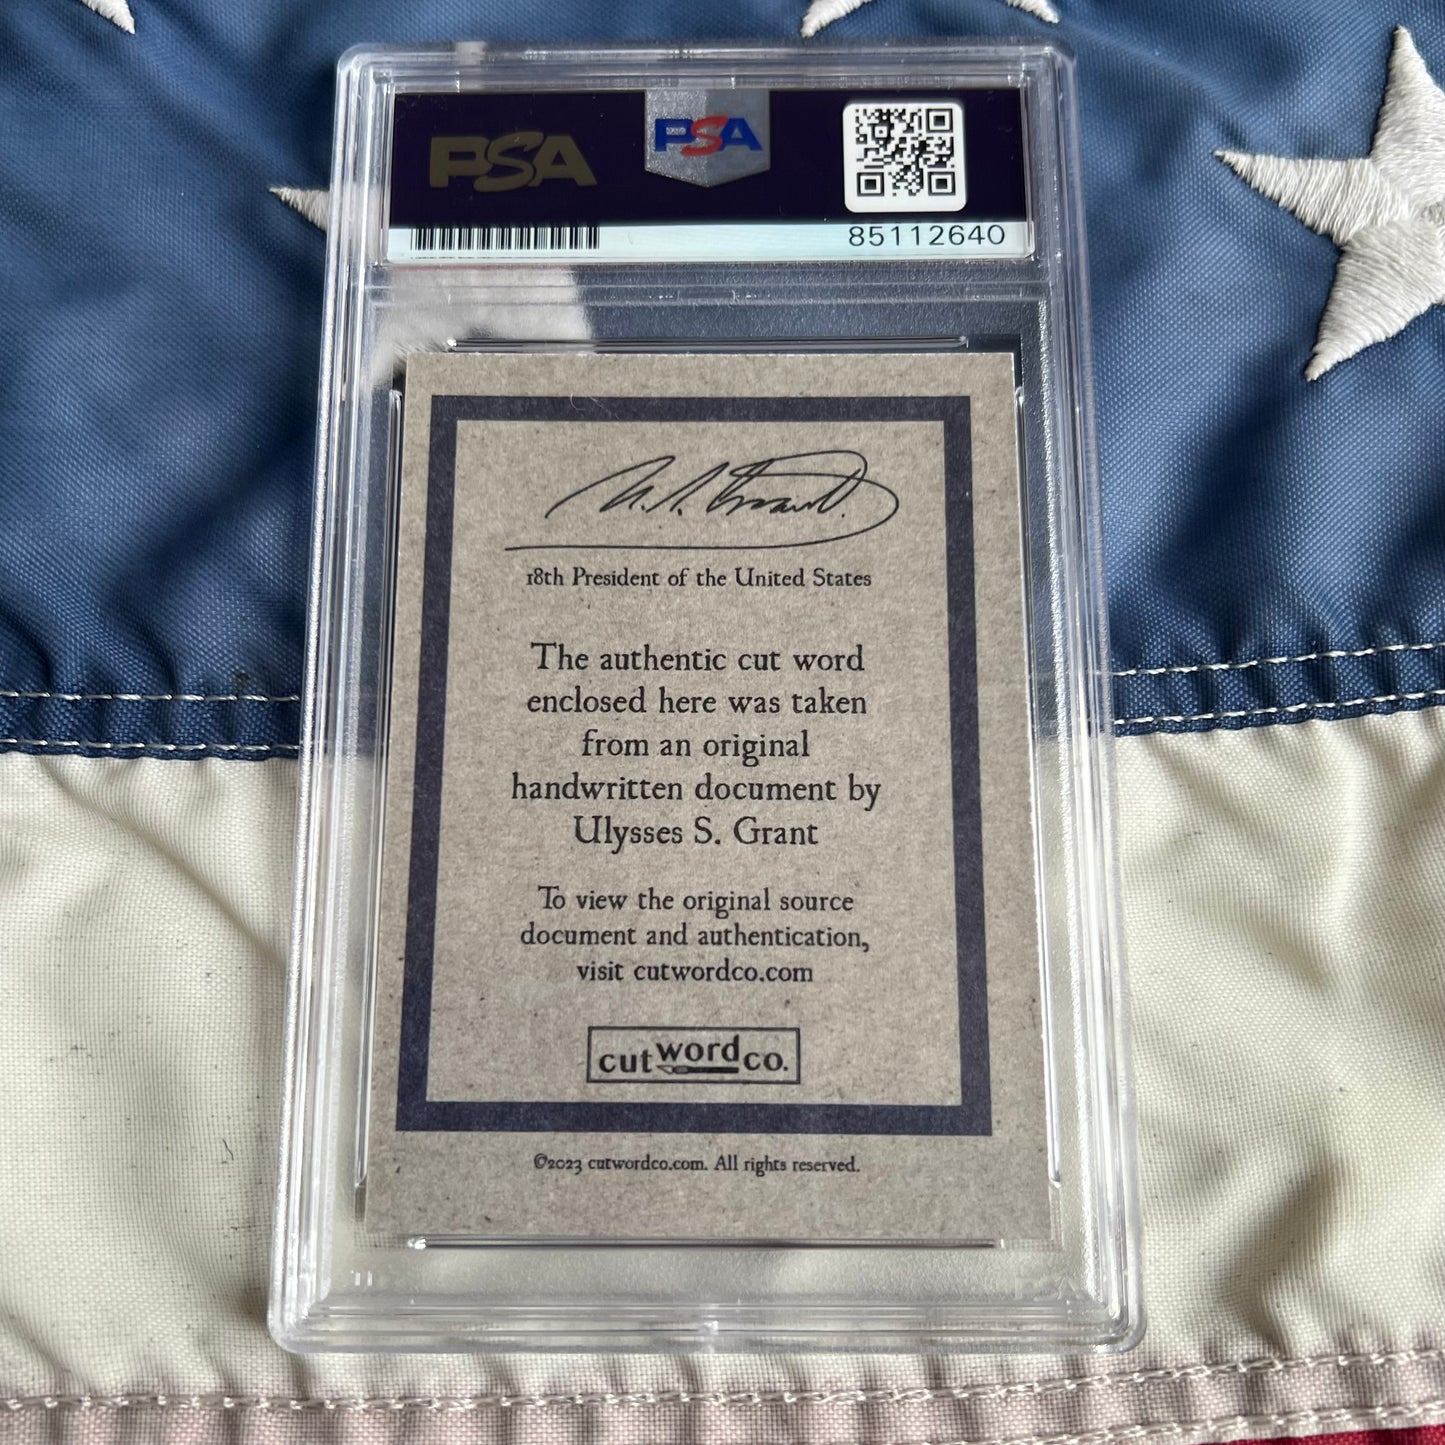 PSA
PSA
85112640
U.S. Grant.
18th President of the United States
The authentic cut word
enclosed here was taken
from an original
handwritten document by
Ulysses S. Grant
To view the original source
document and authentication,
visit cutwordco.com
cut word co.
©2023 cutwordco.com. All rights reserved.